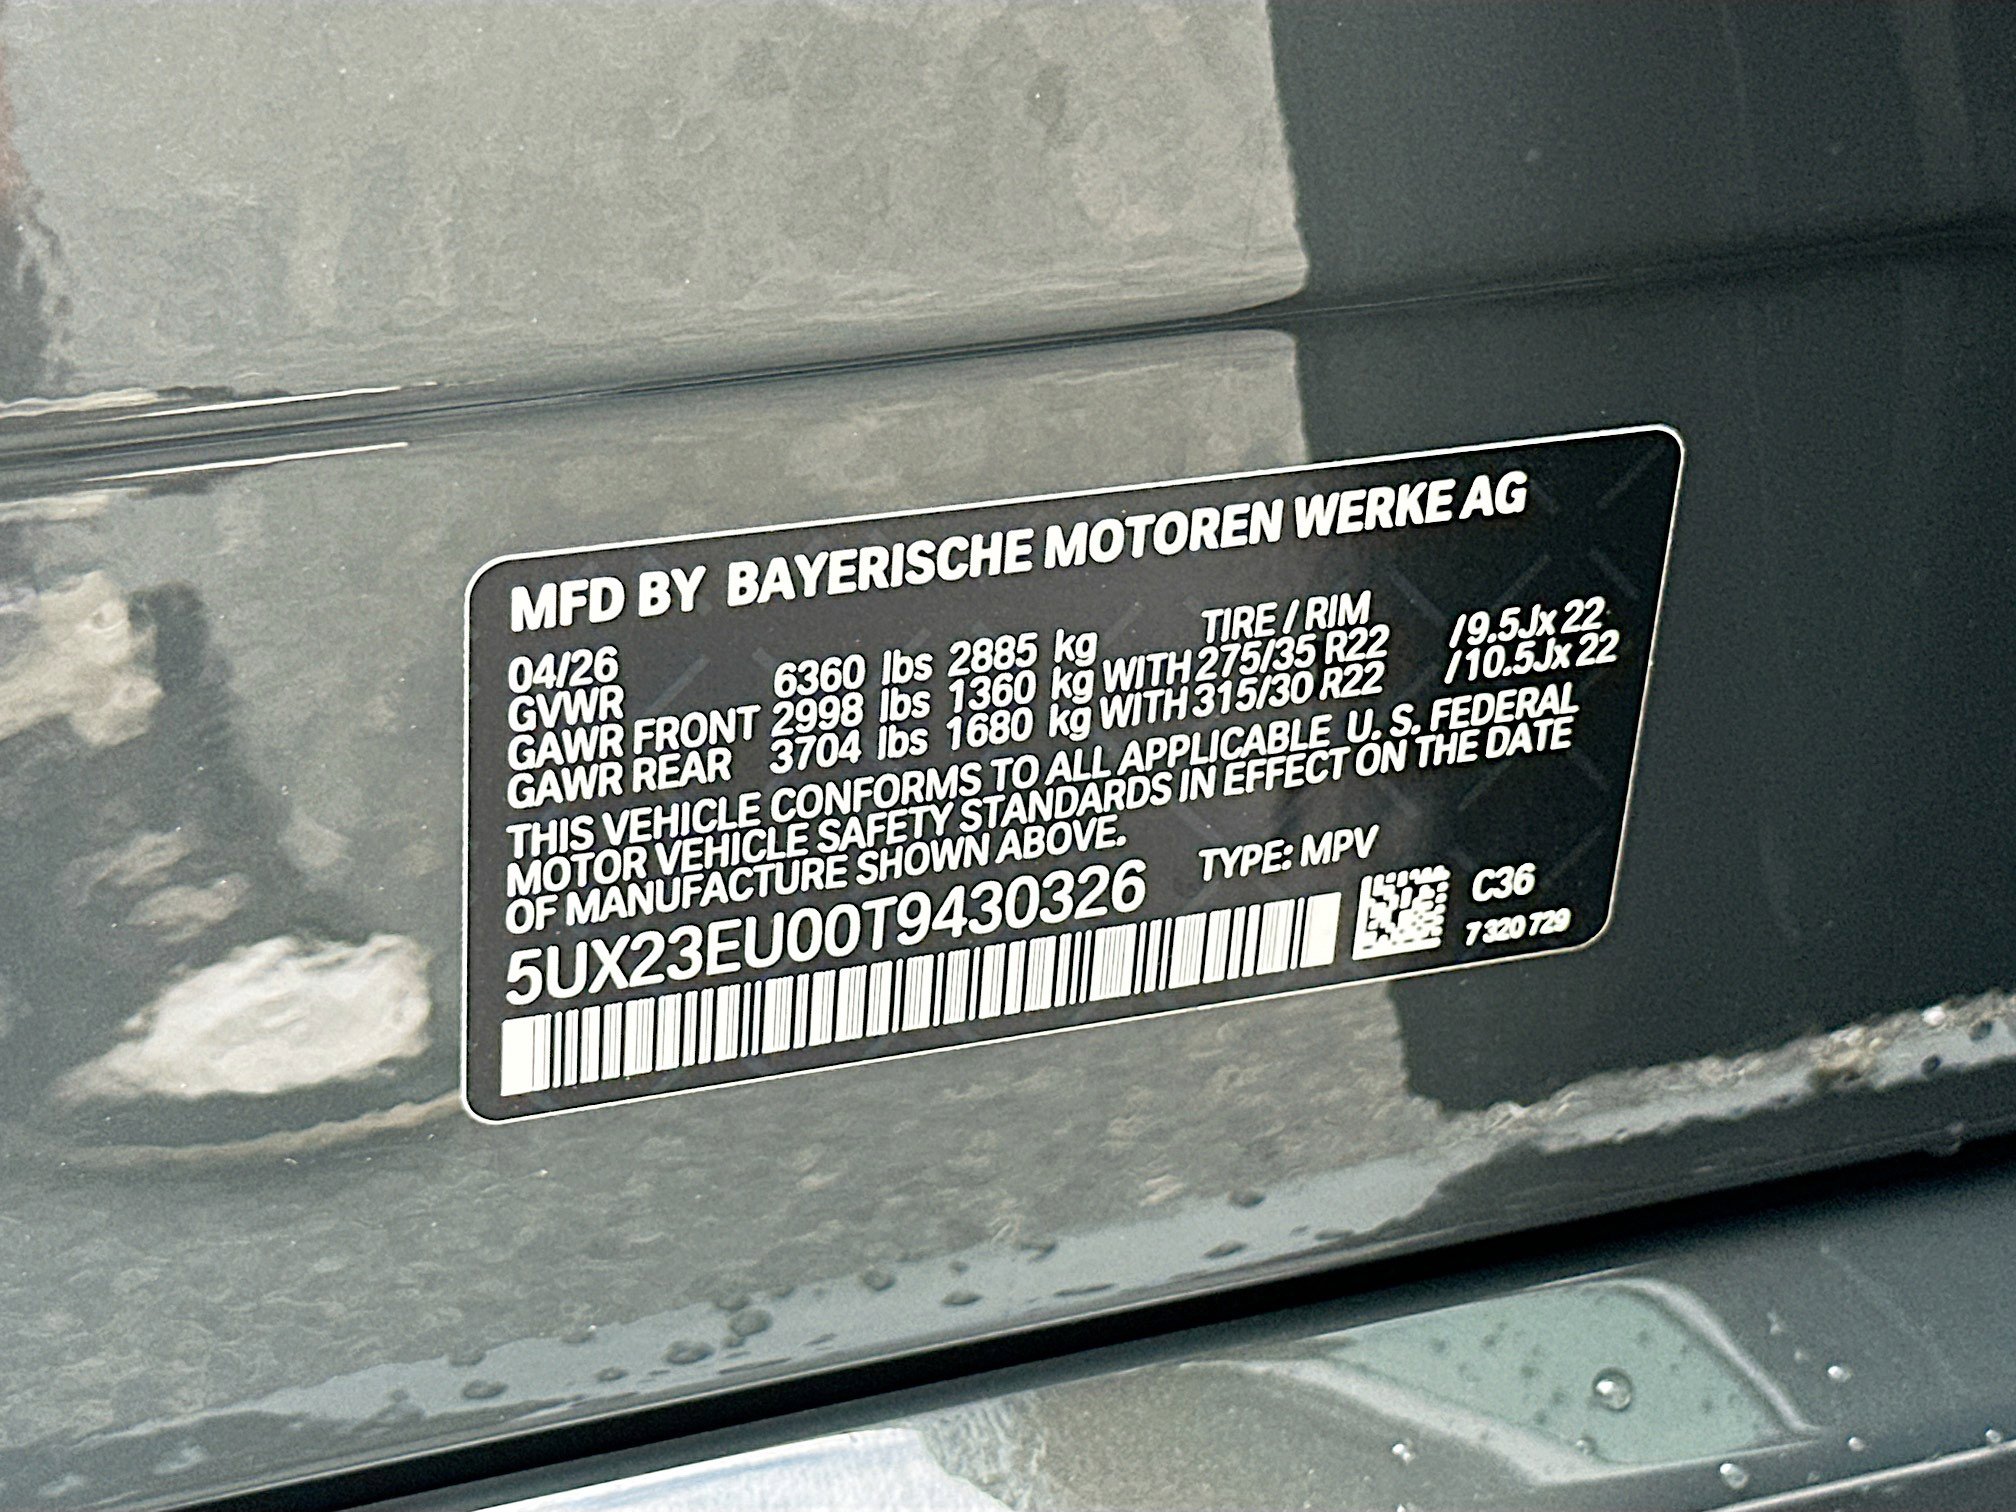 MFD BY BAYERISCHE MOTOREN WERKE AG
04/26 TIRE / RIM
GVWR 6360 lbs 2885 kg
GAWR FRONT 2998 lbs 1360 kg WITH 275/35 R22 /9.5Jx 22
GAWR REAR 3704 lbs 1680 kg WITH 315/30 R22 /10.5Jx 22
THIS VEHICLE CONFORMS TO ALL APPLICABLE U. S. FEDERAL
MOTOR VEHICLE SAFETY STANDARDS IN EFFECT ON THE DATE
OF MANUFACTURE SHOWN ABOVE.
5UX23EU00T9430326 TYPE: MPV
C36
7 320 729